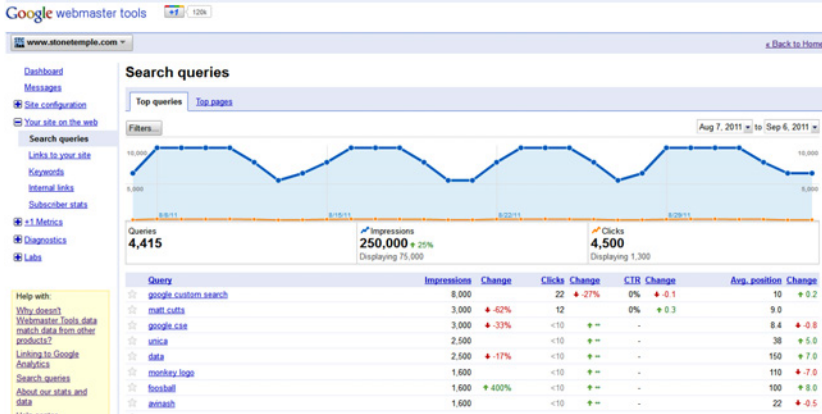 Google webmaster tools +1 120k
www.stonetemple.com
« Back to Home
Dashboard
Messages
Site configuration
Your site on the web
Search queries
Links to your site
Keywords
Internal links
Subscriber stats
+1 Metrics
Diagnostics
Labs
Help with:
Why doesn't
Webmaster Tools data
match data from other
products?
Linking to Google
Analytics
Search queries
About our stats and
data
Search queries
Top queries Top pages
Filters...
Aug 7, 2011 to Sep 6, 2011
10,000 10,000
5,000 5,000
8/8/11 8/15/11 8/22/11 8/29/11
Queries Impressions Clicks
4,415 250,000 25% 4,500
Displaying 75,000 Displaying 1,300
Query Impressions Change Clicks Change CTR Change Avg. position Change
google custom search 8,000 22 -27% 0% -0.1 10 0.2
matt cutts 3,000 -62% 12 0% 0.3 9.0
google cse 3,000 -33% <10 - 8.4 -0.8
unica 2,500 <10 - 38 5.0
data 2,500 -17% <10 - 150 7.0
monkey logo 1,600 <10 - 110 -7.0
foosball 1,600 400% <10 - 100 8.0
avinash 1,600 <10 - 22 -0.5